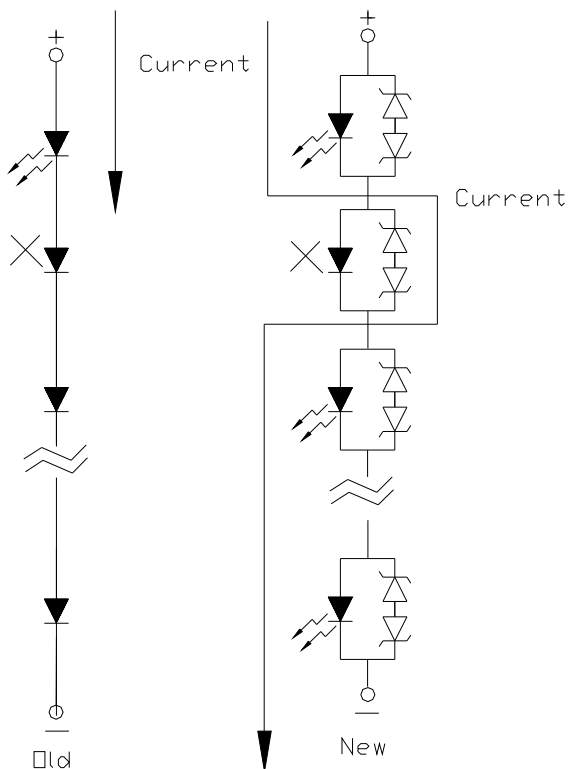 +
+
Current
Current
—
—
Old
New